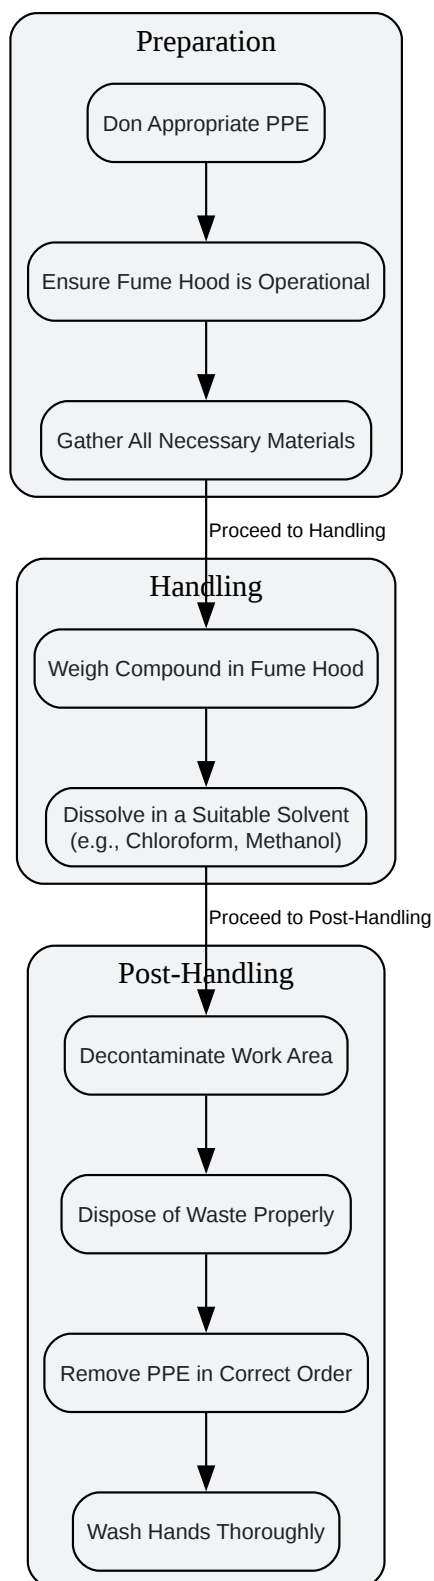 Preparation
Don Appropriate PPE
Ensure Fume Hood is Operational
Gather All Necessary Materials
Proceed to Handling
Handling
Weigh Compound in Fume Hood
Dissolve in a Suitable Solvent
(e.g., Chloroform, Methanol)
Proceed to Post-Handling
Post-Handling
Decontaminate Work Area
Dispose of Waste Properly
Remove PPE in Correct Order
Wash Hands Thoroughly